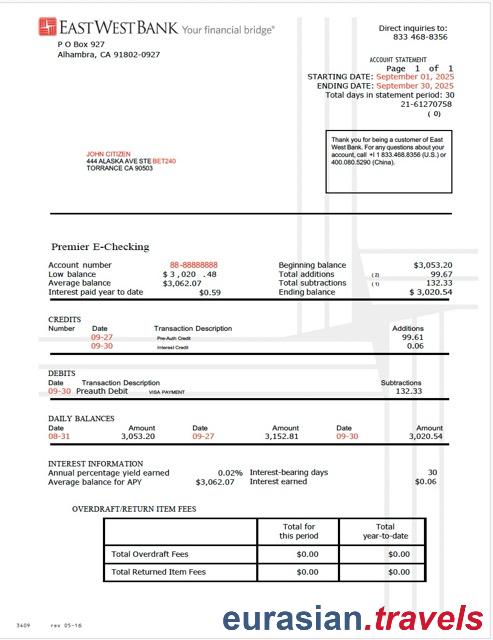 EASTWESTBANK Your financial bridge®
P O Box 927
Alhambra, CA 91802-0927
Direct inquiries to:
833 468-8356
ACCOUNT STATEMENT
Page 1 of 1
STARTING DATE: September 01, 2025
ENDING DATE: September 30, 2025
Total days in statement period: 30
21-61270758
( 0)
Thank you for being a customer of East
West Bank. For any questions about your
account, call +l 1 833.468.8356 (U.S.) or
400.080.5290 (China).
JOHN CITIZEN
444 ALASKA AVE STE BET240
TORRANCE CA 90503
Premier E-Checking
Account number 88-88888888 Beginning balance $3,053.20
Low balance $3,020 .48 Total additions (2) 99.67
Average balance $3,062.07 Total subtractions (1) 132.33
Interest paid year to date $0.59 Ending balance $ 3,020.54
CREDITS
Number Date Transaction Description Additions
09-27 Pre-Auth Credit 99.61
09-30 Interest Credit 0.06
DEBITS
Date Transaction Description Subtractions
09-30 Preauth Debit VISA PAYMENT 132.33
DAILY BALANCES
Date Amount Date Amount Date Amount
08-31 3,053.20 09-27 3,152.81 09-30 3,020.54
INTEREST INFORMATION
Annual percentage yield earned 0.02% Interest-bearing days 30
Average balance for APY $3,062.07 Interest earned $0.06
OVERDRAFT/RETURN ITEM FEES
Total for this period Total year-to-date
Total Overdraft Fees $0.00 $0.00
Total Returned Item Fees $0.00 $0.00
3409 rev 05-16
eurasian.travels